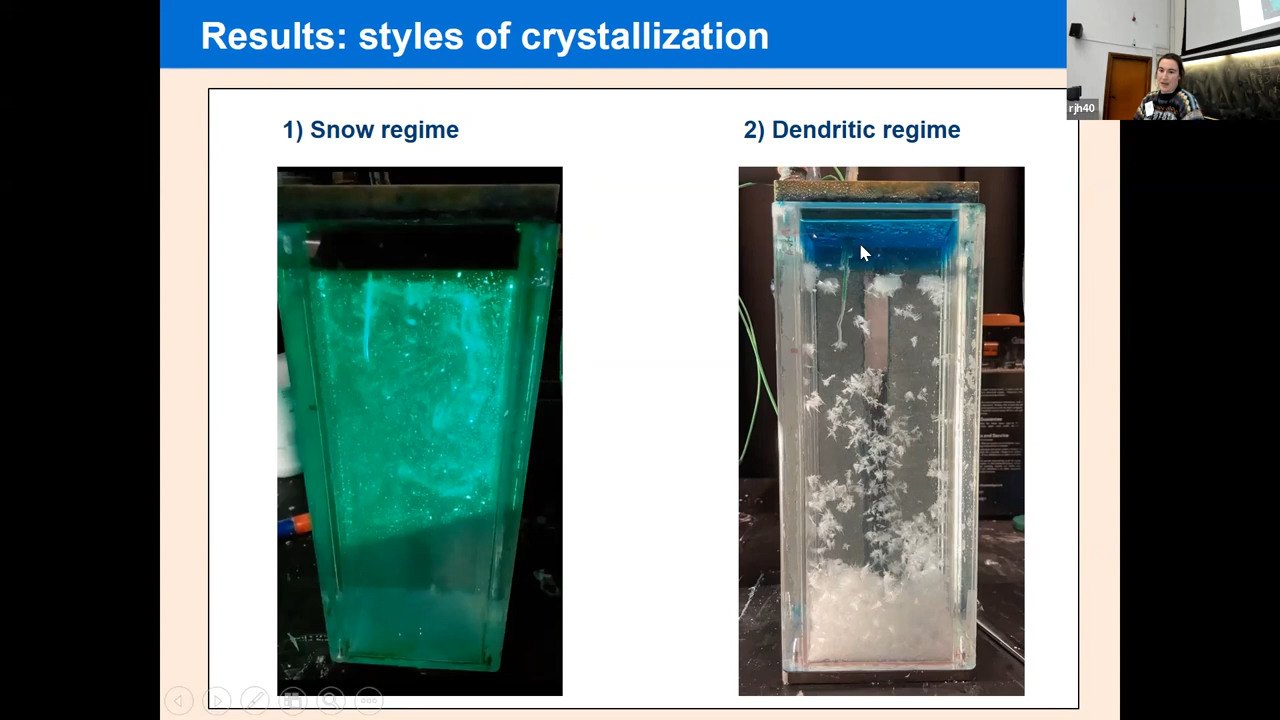 Results: styles of crystallization
rjh40
1) Snow regime
2) Dendritic regime